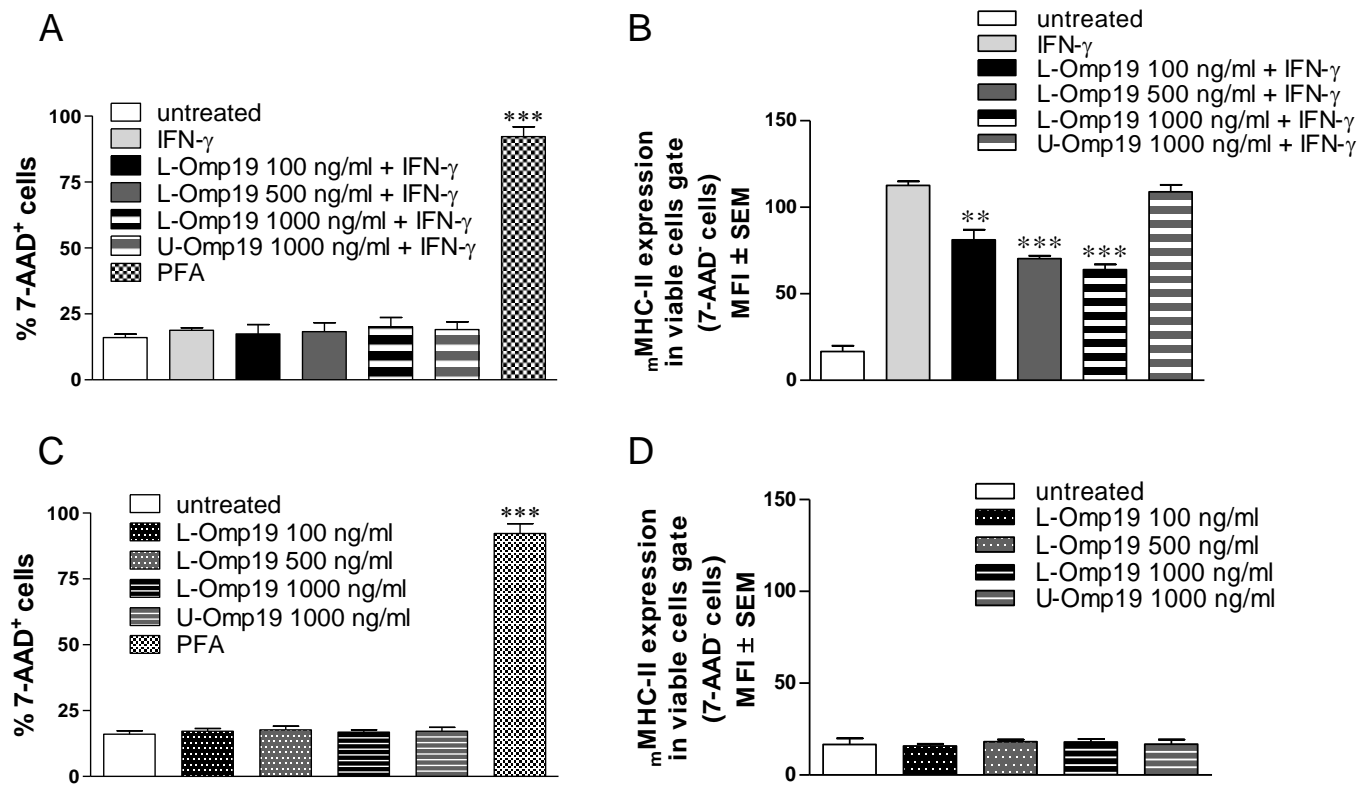 A
untreated
IFN-γ
L-Omp19 100 ng/ml + IFN-γ
L-Omp19 500 ng/ml + IFN-γ
L-Omp19 1000 ng/ml + IFN-γ
U-Omp19 1000 ng/ml + IFN-γ
PFA
***
% 7-AAD⁺ cells
100
75
50
25
0
B
untreated
IFN-γ
L-Omp19 100 ng/ml + IFN-γ
L-Omp19 500 ng/ml + IFN-γ
L-Omp19 1000 ng/ml + IFN-γ
U-Omp19 1000 ng/ml + IFN-γ
ₘMHC-II expression
in viable cells gate
(7-AAD⁻ cells)
MFI ± SEM
150
100
50
0
**
***
***
C
untreated
L-Omp19 100 ng/ml
L-Omp19 500 ng/ml
L-Omp19 1000 ng/ml
U-Omp19 1000 ng/ml
PFA
***
% 7-AAD⁺ cells
100
75
50
25
0
D
untreated
L-Omp19 100 ng/ml
L-Omp19 500 ng/ml
L-Omp19 1000 ng/ml
U-Omp19 1000 ng/ml
ₘMHC-II expression
in viable cells gate
(7-AAD⁻ cells)
MFI ± SEM
150
100
50
0